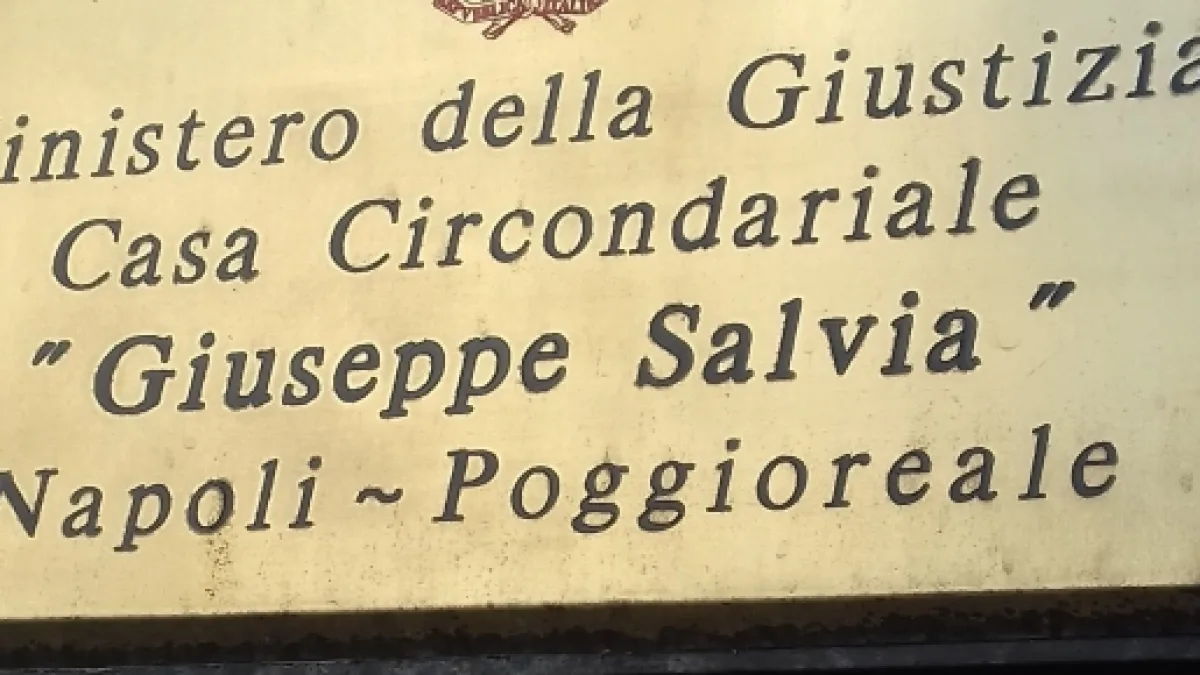 inistero della Giustizia
Casa Circondariale
"Giuseppe Salvia"
Napoli ~ Poggioreale